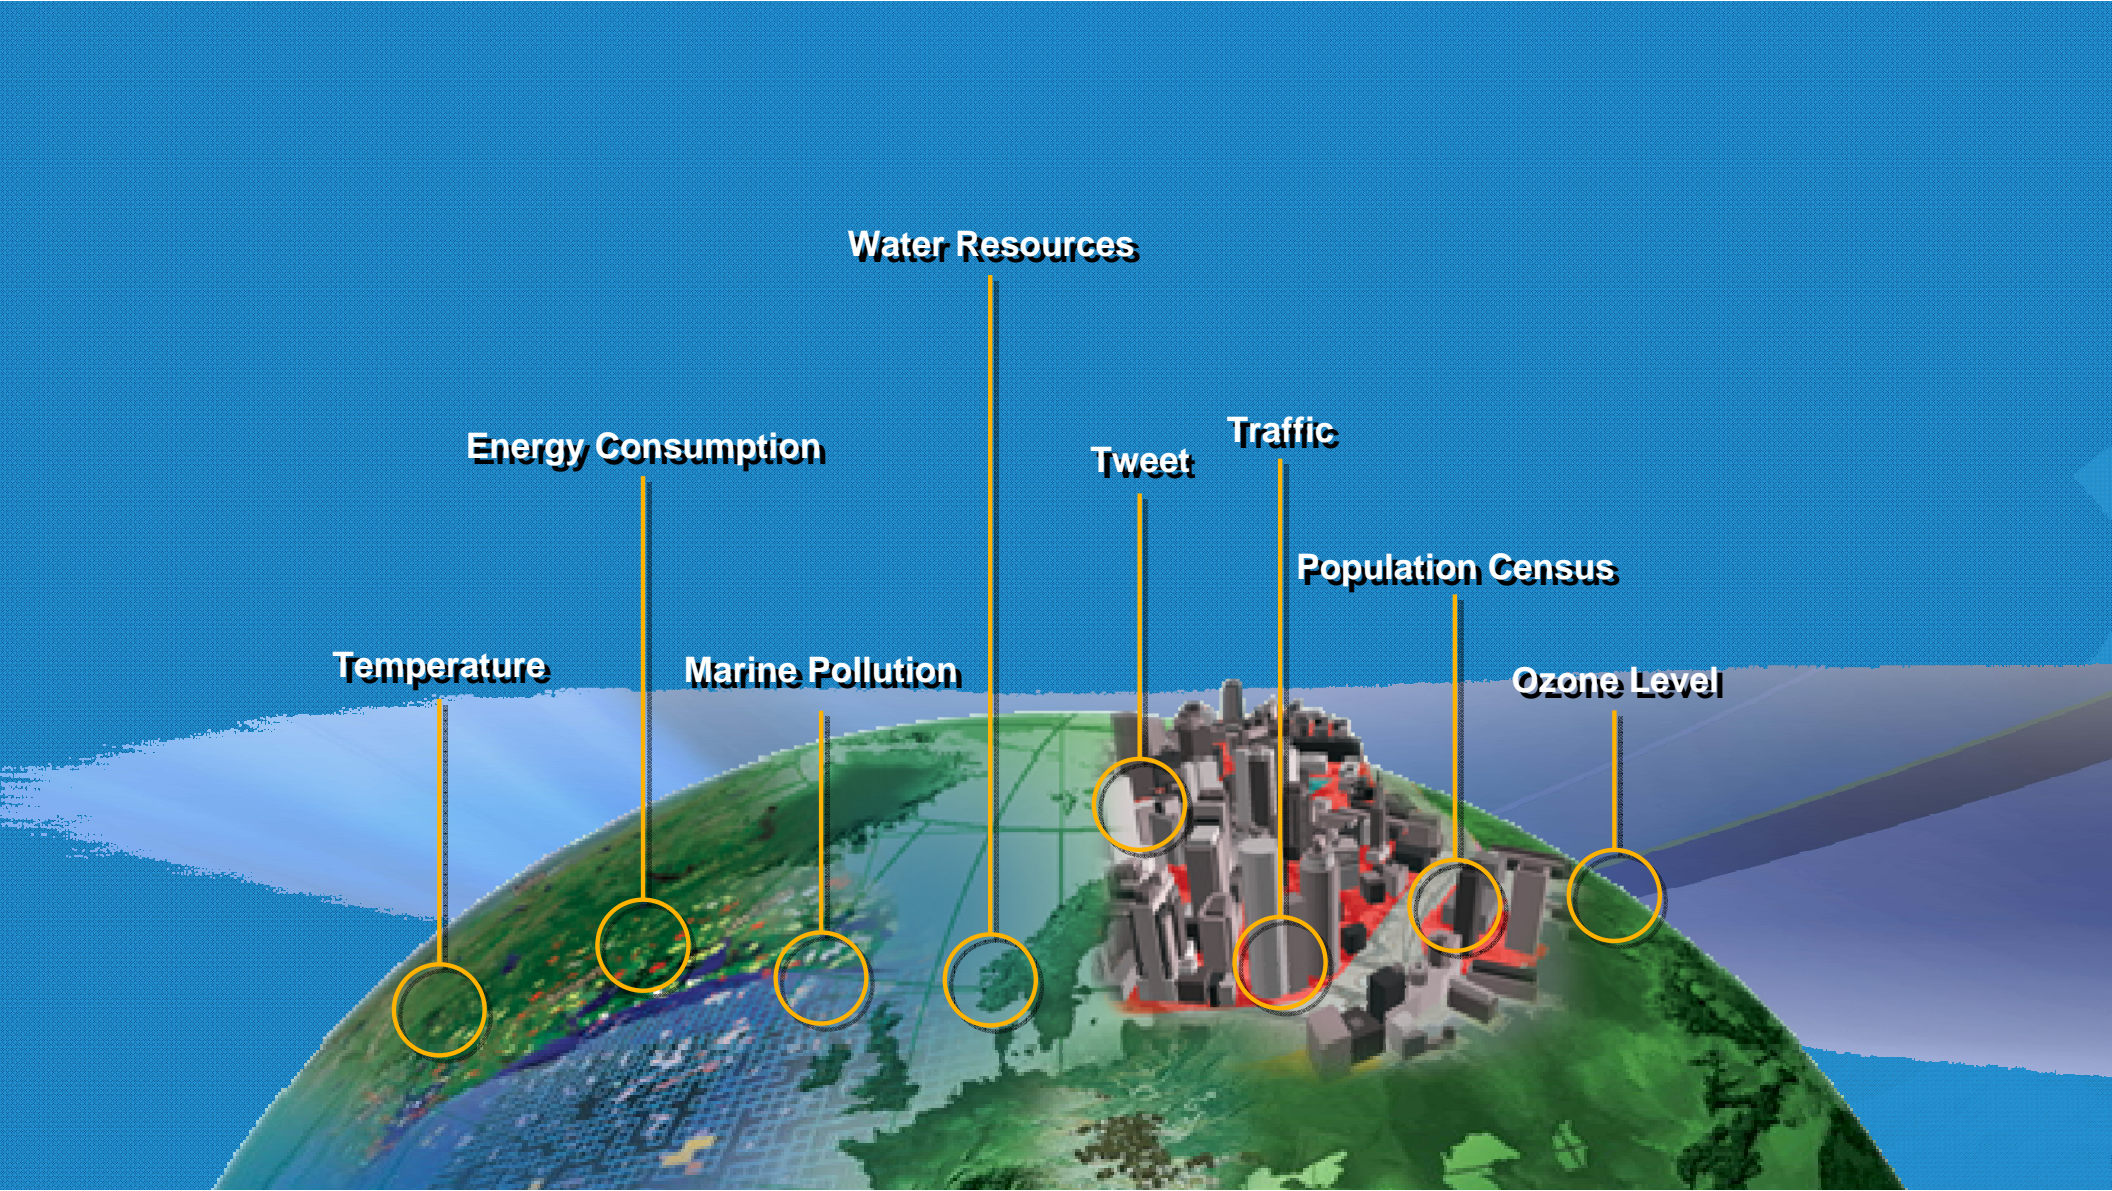 Water Resources
Traffic
Energy Consumption
Tweet
Population Census
Temperature
Marine Pollution
Ozone Level